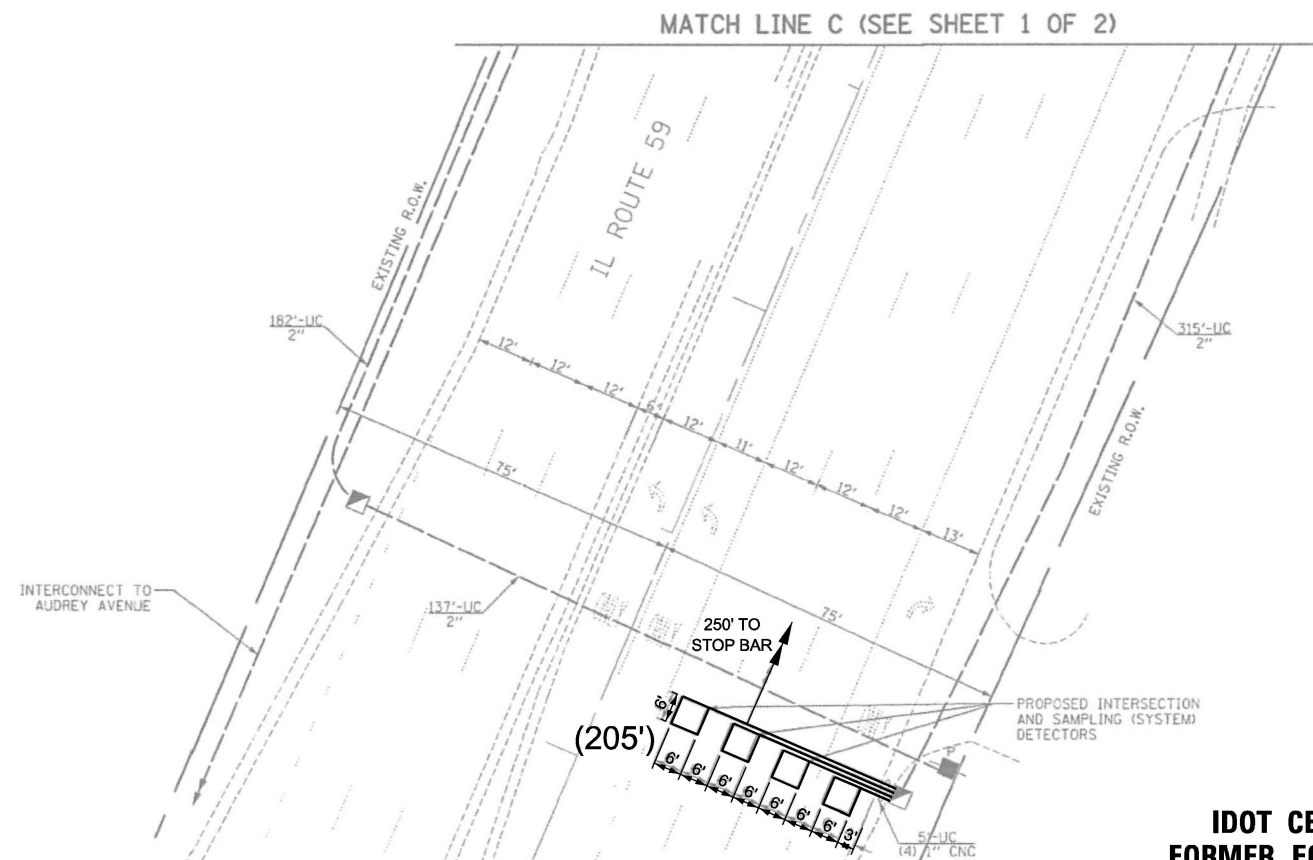 MATCH LINE C (SEE SHEET 1 OF 2)
IL ROUTE 59
EXISTING R.O.W.
182'-UC
2"
315'-UC
2"
12'
12'
12'
6'
12'
11'
12'
12'
12'
13'
EXISTING R.O.W.
75'
75'
INTERCONNECT TO
AUDREY AVENUE
137'-UC
2"
ONLY
ONLY
250' TO
STOP BAR
ONLY
PROPOSED INTERSECTION
AND SAMPLING (SYSTEM)
DETECTORS
6'
(205')
P
6'
6'
6'
6'
6'
6'
6'
3'
5'-UC
(4) 1" CNC
IDOT CE
FORMER